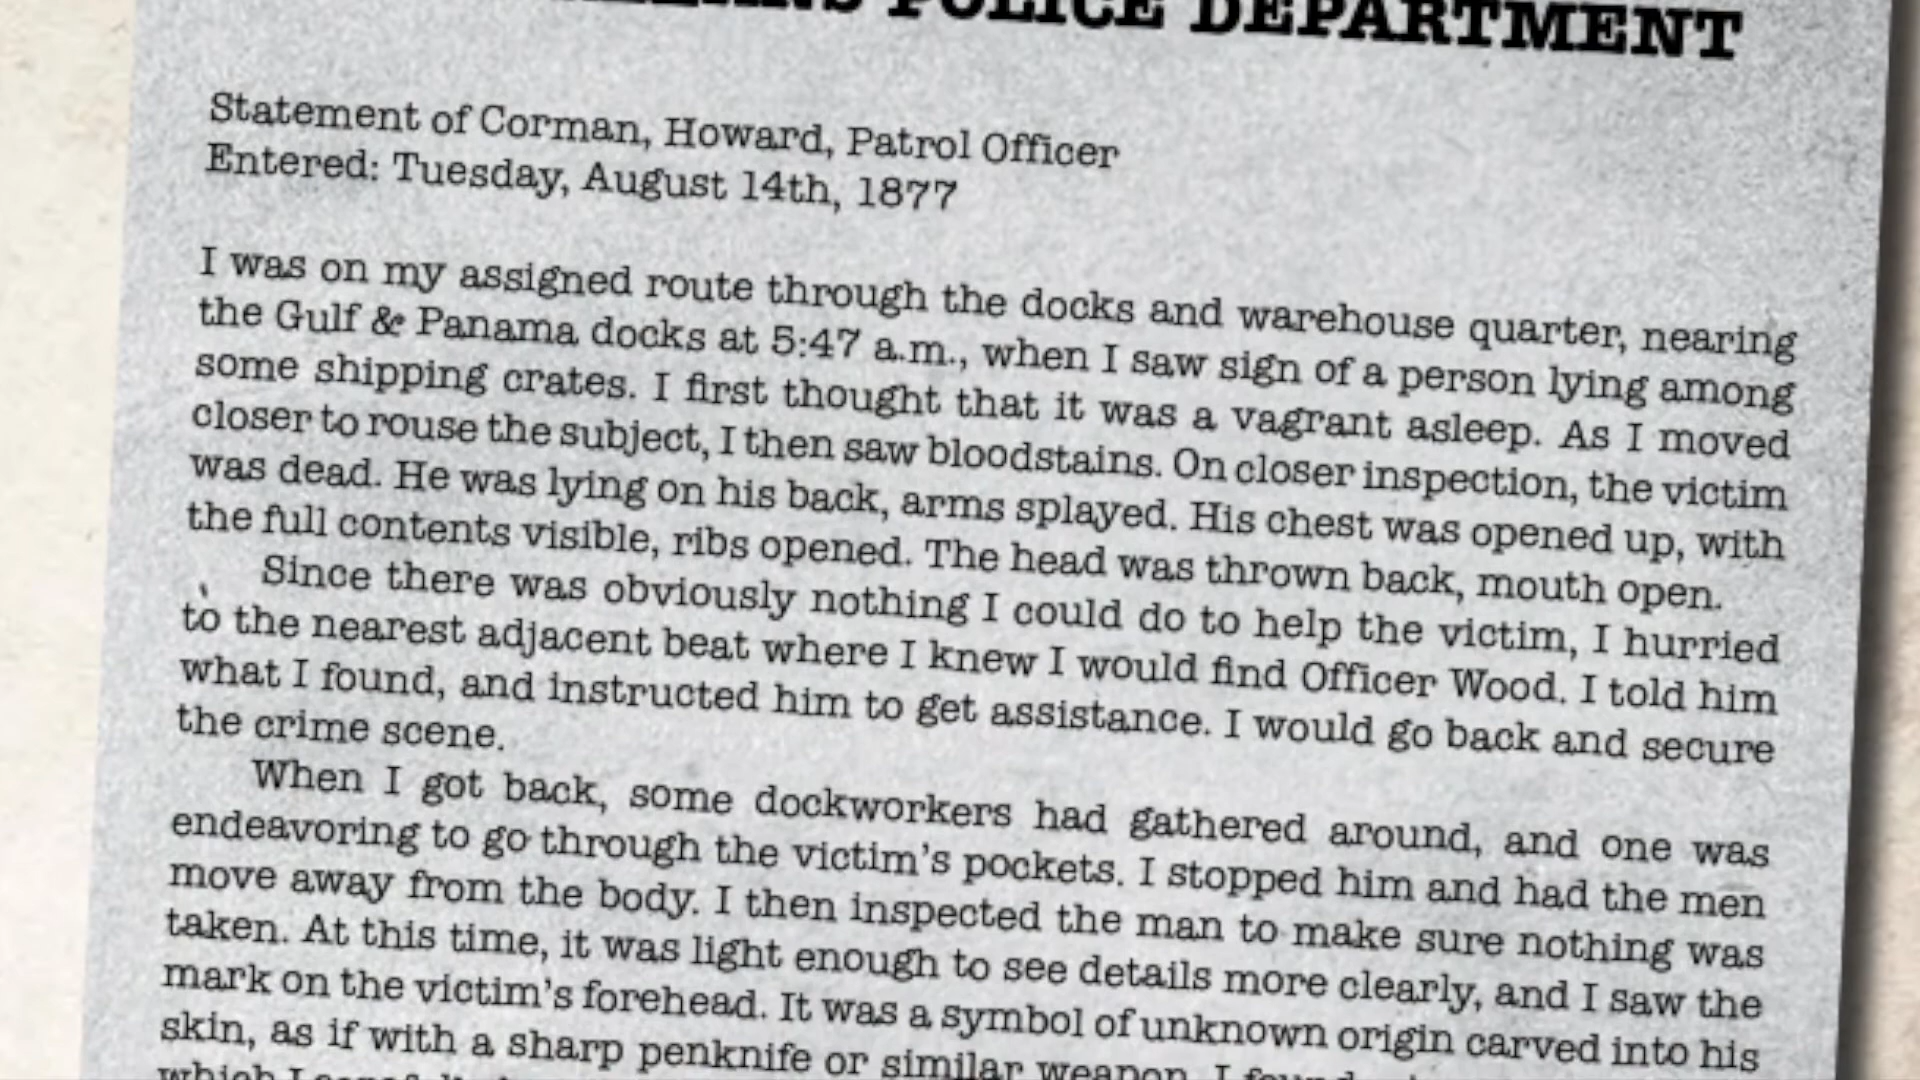 POLICE DEPARTMENT
Statement of Corman, Howard, Patrol Officer
Entered: Tuesday, August 14th, 1877
I was on my assigned route through the docks and warehouse quarter, nearing
the Gulf & Panama docks at 5:47 a.m., when I saw sign of a person lying among
some shipping crates. I first thought that it was a vagrant asleep. As I moved
closer to rouse the subject, I then saw bloodstains. On closer inspection, the victim
was dead. He was lying on his back, arms splayed. His chest was opened up, with
the full contents visible, ribs opened. The head was thrown back, mouth open.
Since there was obviously nothing I could do to help the victim, I hurried
to the nearest adjacent beat where I knew I would find Officer Wood. I told him
what I found, and instructed him to get assistance. I would go back and secure
the crime scene.
When I got back, some dockworkers had gathered around, and one was
endeavoring to go through the victim's pockets. I stopped him and had the men
move away from the body. I then inspected the man to make sure nothing was
taken. At this time, it was light enough to see details more clearly, and I saw the
mark on the victim's forehead. It was a symbol of unknown origin carved into his
skin, as if with a sharp penknife or similar weapon. I
which I